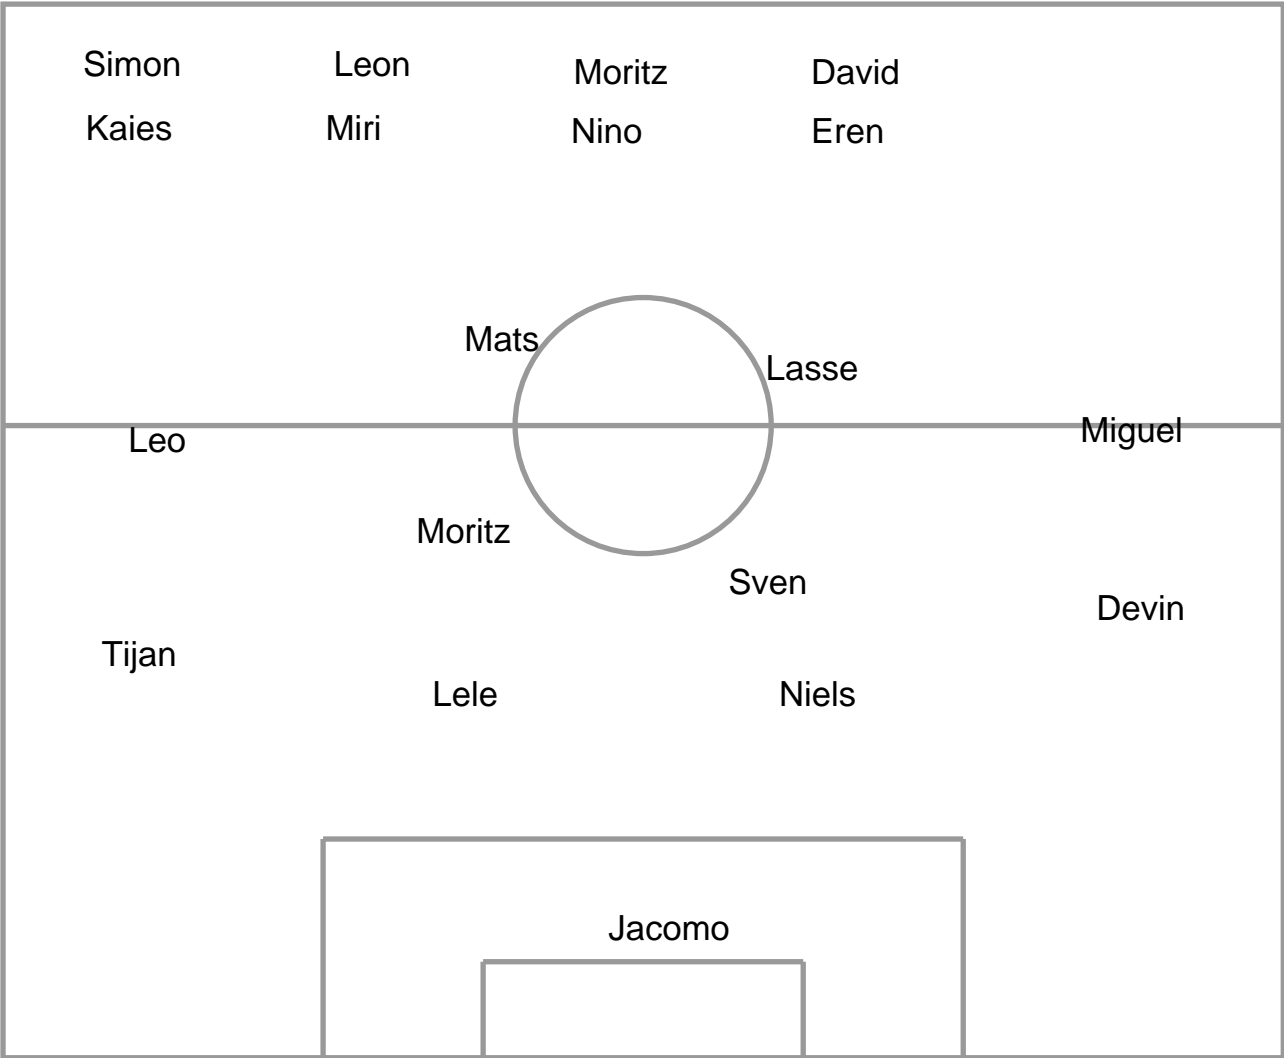 Simon Leon Moritz David
Kaies Miri Nino Eren
Mats
Lasse
Leo Miguel
Moritz
Sven
Devin
Tijan
Lele Niels
Jacomo